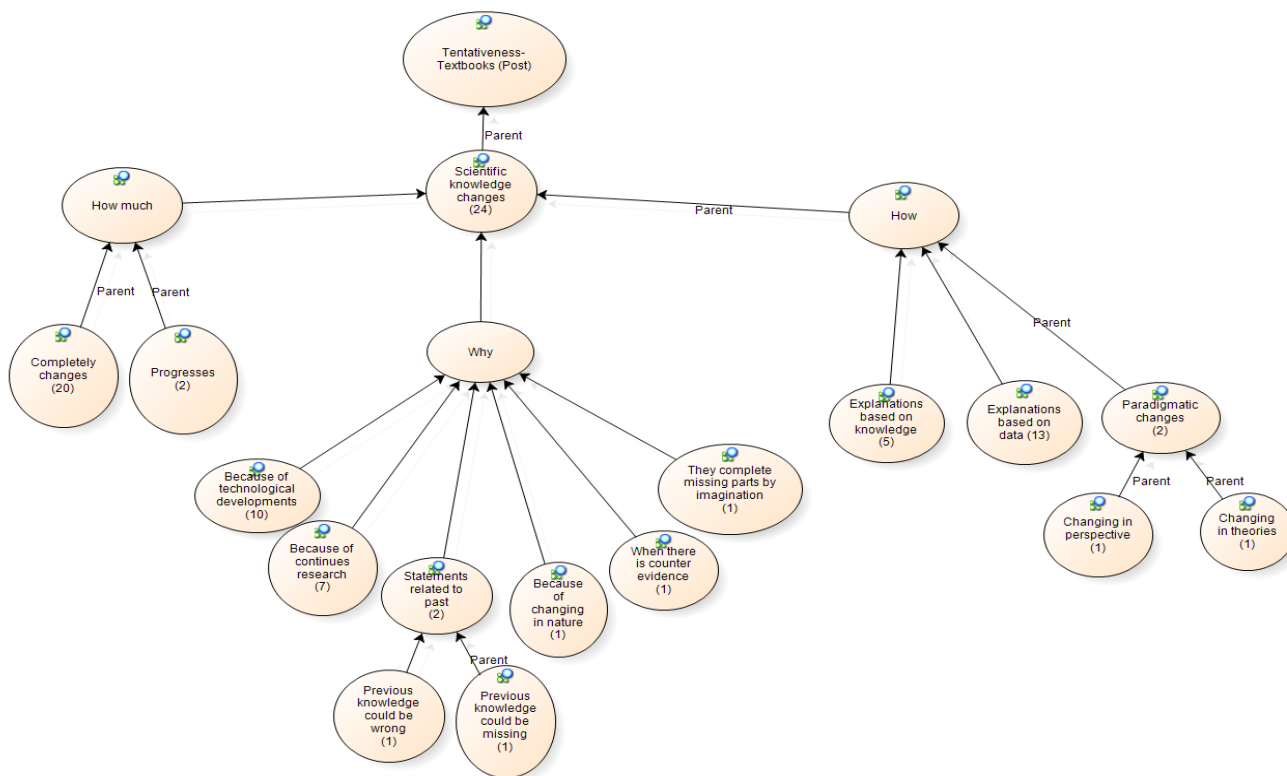 Tentativeness-
Textbooks (Post)
Parent
Scientific
knowledge
changes
(24)
How much
Parent
How
Parent
Parent
Completely
changes
(20)
Progresses
(2)
Why
Parent
Explanations
based on
knowledge
(5)
Explanations
based on
data (13)
Paradigmatic
changes
(2)
Because of
technological
developments
(10)
They complete
missing parts by
imagination
(1)
Parent
Parent
Because of
continues
research
(7)
Statements
related to
past
(2)
Because
of
changing
in nature
(1)
When there
is counter
evidence
(1)
Changing in
perspective
(1)
Changing
in theories
(1)
Parent
Previous
knowledge
could be
wrong
(1)
Previous
knowledge
could be
missing
(1)